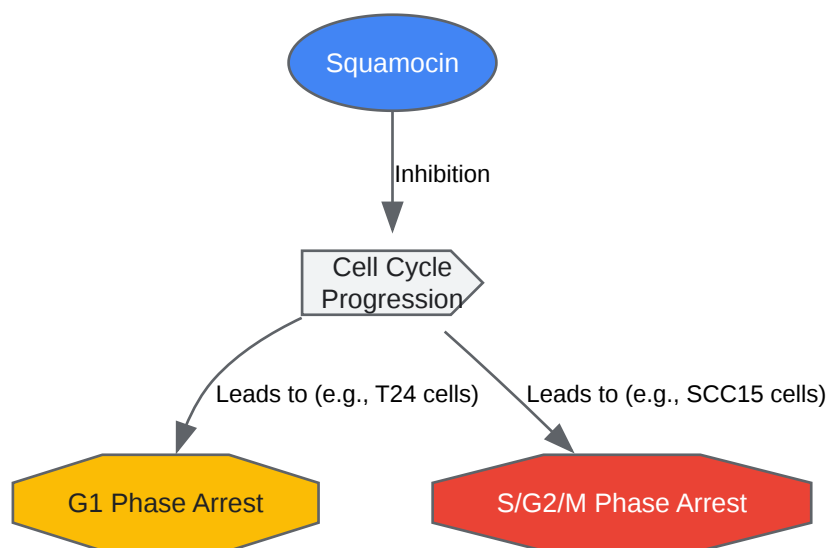 Squamocin
Inhibition
Cell Cycle
Progression
Leads to (e.g., T24 cells)
Leads to (e.g., SCC15 cells)
G1 Phase Arrest
S/G2/M Phase Arrest